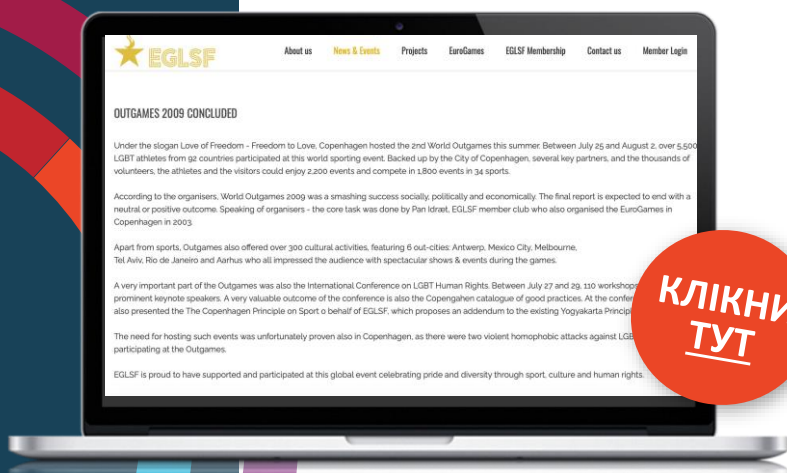 EGLSF
About us News & Events Projects EuroGames EGLSF Membership Contact us Member Login
OUTGAMES 2009 CONCLUDED
Under the slogan Love of Freedom - Freedom to Love, Copenhagen hosted the 2nd World Outgames this summer. Between July 25 and August 2, over 5,500
LGBT athletes from 92 countries participated at this world sporting event. Backed up by the City of Copenhagen, several key partners, and the thousands of
volunteers, the athletes and the visitors could enjoy 2,200 events and compete in 1,800 events in 34 sports.
According to the organisers, World Outgames 2009 was a smashing success socially, politically and economically. The final report is expected to end with a
neutral or positive outcome. Speaking of organisers - the core task was done by Pan Idræt, EGLSF member club who also organised the EuroGames in
Copenhagen in 2003.
Apart from sports, Outgames also offered over 300 cultural activities, featuring 6 out-cities: Antwerp, Mexico City, Melbourne,
Tel Aviv, Rio de Janeiro and Aarhus who all impressed the audience with spectacular shows & events during the games.
A very important part of the Outgames was also the International Conference on LGBT Human Rights. Between July 27 and 29, 110 workshops
prominent keynote speakers. A very valuable outcome of the conference is also the Copengahen catalogue of good practices. At the confer
also presented the The Copenhagen Principle on Sport o behalf of EGLSF, which proposes an addendum to the existing Yogyakarta Princip
The need for hosting such events was unfortunately proven also in Copenhagen, as there were two violent homophobic attacks against LGB
participating at the Outgames.
EGLSF is proud to have supported and participated at this global event celebrating pride and diversity through sport, culture and human rights.
КЛІКНИ
ТУТ